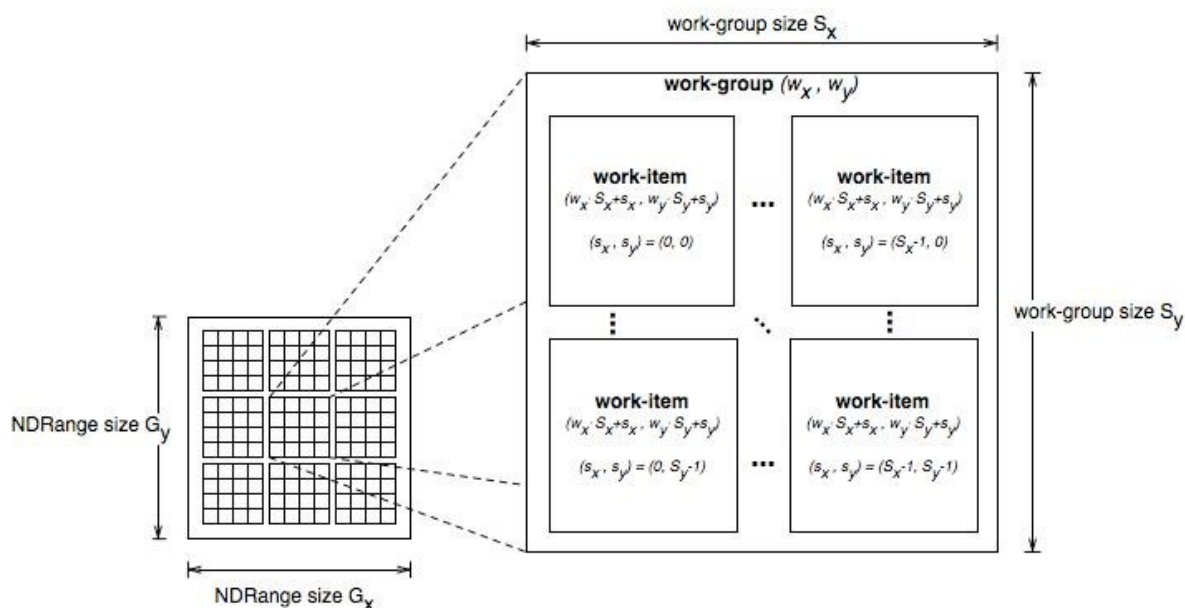 work-group size Sx
work-group (wx , wy)
work-item
(wx· Sx+sx , wy· Sy+sy)
(sx , sy) = (0, 0)
...
work-item
(wx· Sx+sx , wy· Sy+sy)
(sx , sy) = (Sx-1, 0)
work-group size Sy
work-item
(wx· Sx+sx , wy· Sy+sy)
(sx , sy) = (0, Sy-1)
...
work-item
(wx· Sx+sx , wy· Sy+sy)
(sx , sy) = (Sx-1, Sy-1)
NDRange size Gy
NDRange size Gx